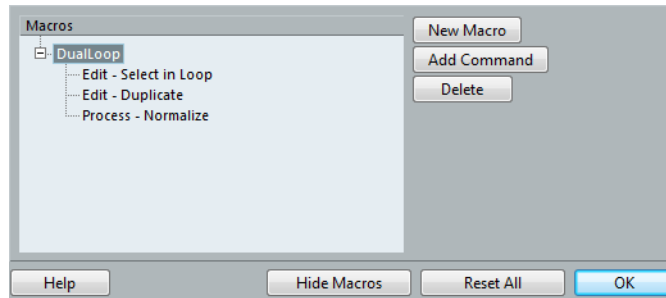 Macros
DualLoop
Edit - Select in Loop
Edit - Duplicate
Process - Normalize
New Macro
Add Command
Delete
Help
Hide Macros
Reset All
OK